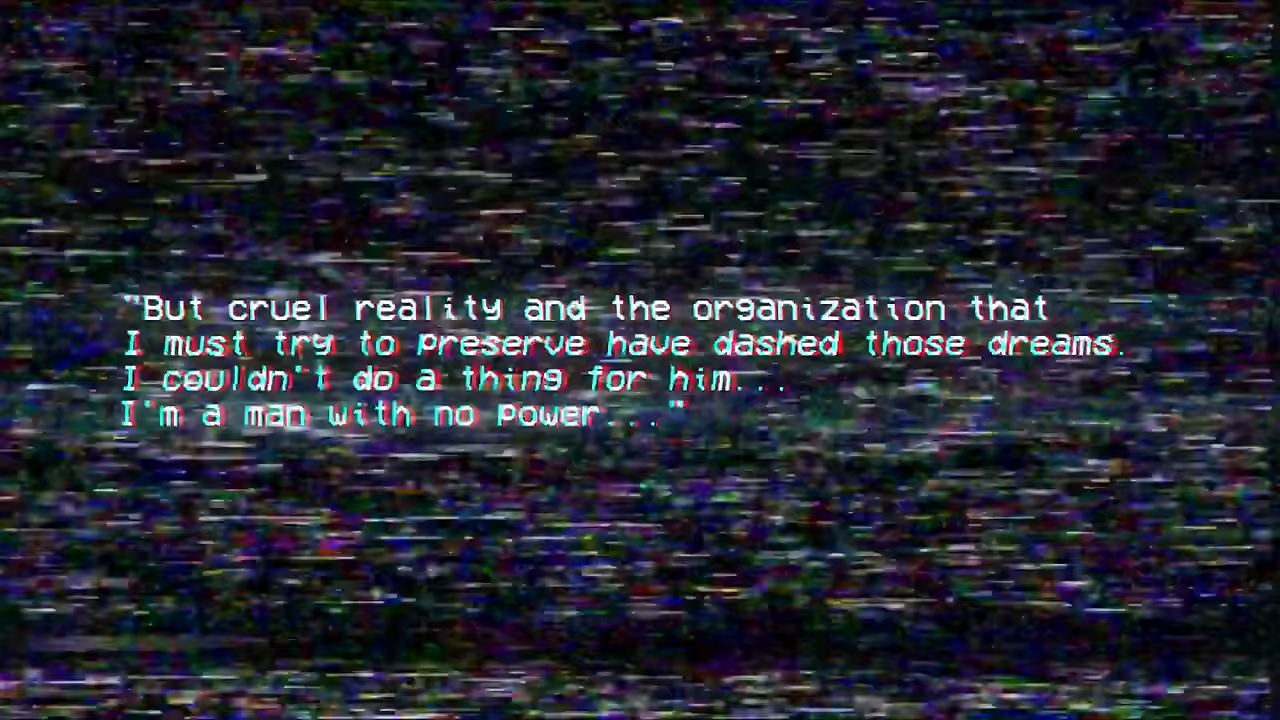 "But cruel reality and the organization that
I must try to preserve have dashed those dreams.
I couldn't do a thing for him...
I'm a man with no power..."